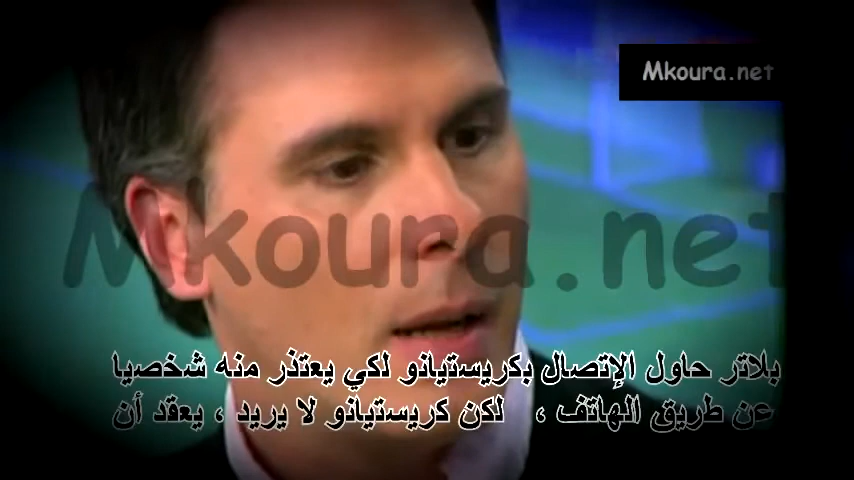 Mkoura.net
Mkoura.net
بلاتر حاول الإتصال بكريستيانو لكي يعتذر منه شخصيا
عن طريق الهاتف ، لكن كريستيانو لا يريد ، يعقد أن